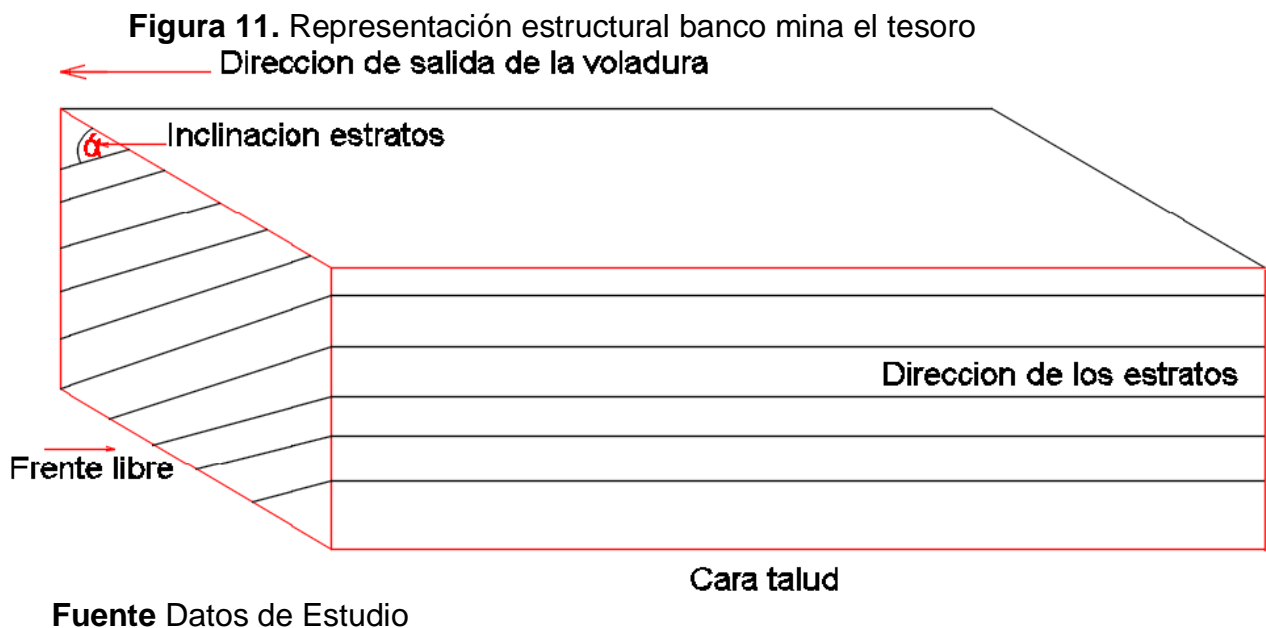 Figura 11. Representación estructural banco mina el tesoro
Direccion de salida de la voladura
Inclinacion estratos
ά
Direccion de los estratos
Frente libre
Cara talud
Fuente Datos de Estudio